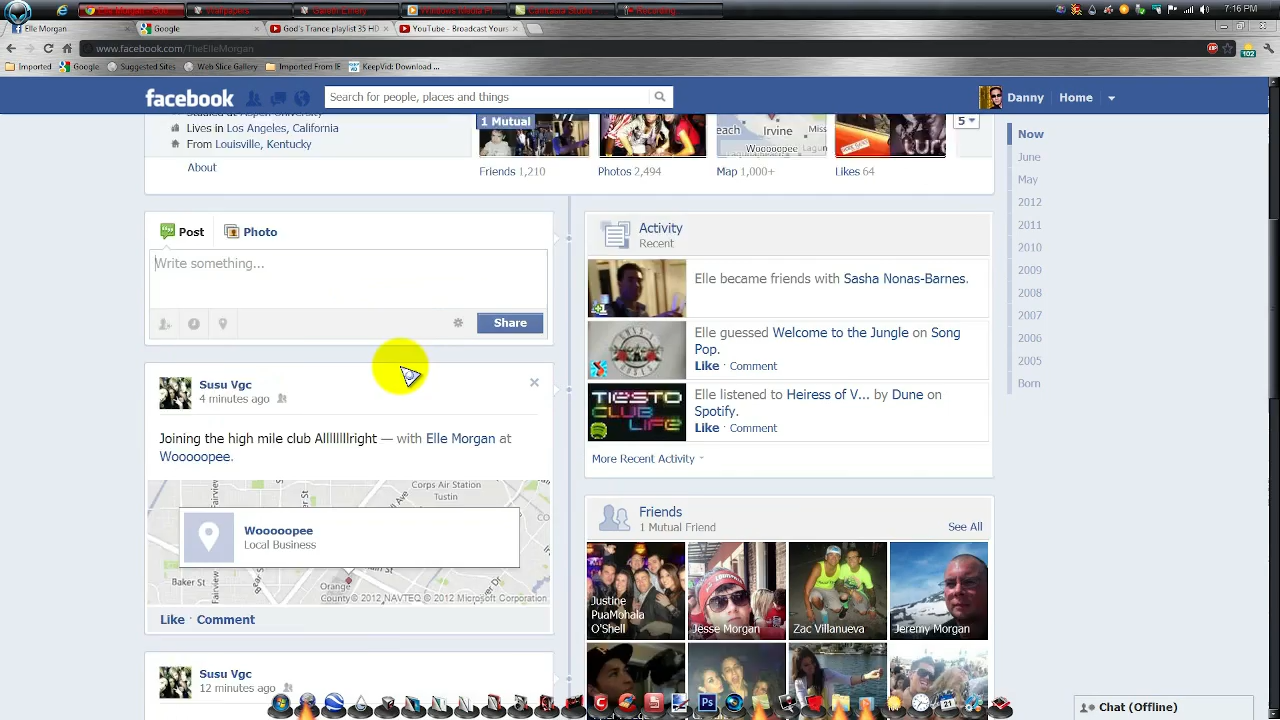 7:16 PM
Elle Morgan
Google
God's Trance playlist 35 HD
YouTube - Broadcast Yours
www.facebook.com/TheElleMorgan
Imported
Google
Suggested Sites
Web Slice Gallery
Imported From IE
KeepVid: Download ...
102
facebook
Search for people, places and things
Danny
Home
Lives in Los Angeles, California
From Louisville, Kentucky
About
1 Mutual
Friends 1,210
Photos 2,494
Irvine
Map 1,000+
Likes 64
5
Now
June
May
2012
2011
2010
2009
2008
2007
2006
2005
Born
Post
Photo
Write something...
Share
Susu Vgc
4 minutes ago
Joining the high mile club Alllllllllright — with Elle Morgan at
Wooooopee.
Corps Air Station
Tustin
Wooooopee
Local Business
Baker St
Orange
County © 2012 NAVTEQ © 2012 Microsoft Corporation
Like · Comment
Susu Vgc
12 minutes ago
Activity
Recent
Elle became friends with Sasha Nonas-Barnes.
Elle guessed Welcome to the Jungle on Song
Pop.
Like · Comment
TIËSTO
CLUB
LIFE
Elle listened to Heiress of V... by Dune on
Spotify.
Like · Comment
More Recent Activity
Friends
1 Mutual Friend
See All
Justine
PuaMohala
O'Shell
Jesse Morgan
Zac Villanueva
Jeremy Morgan
Ps
Chat (Offline)